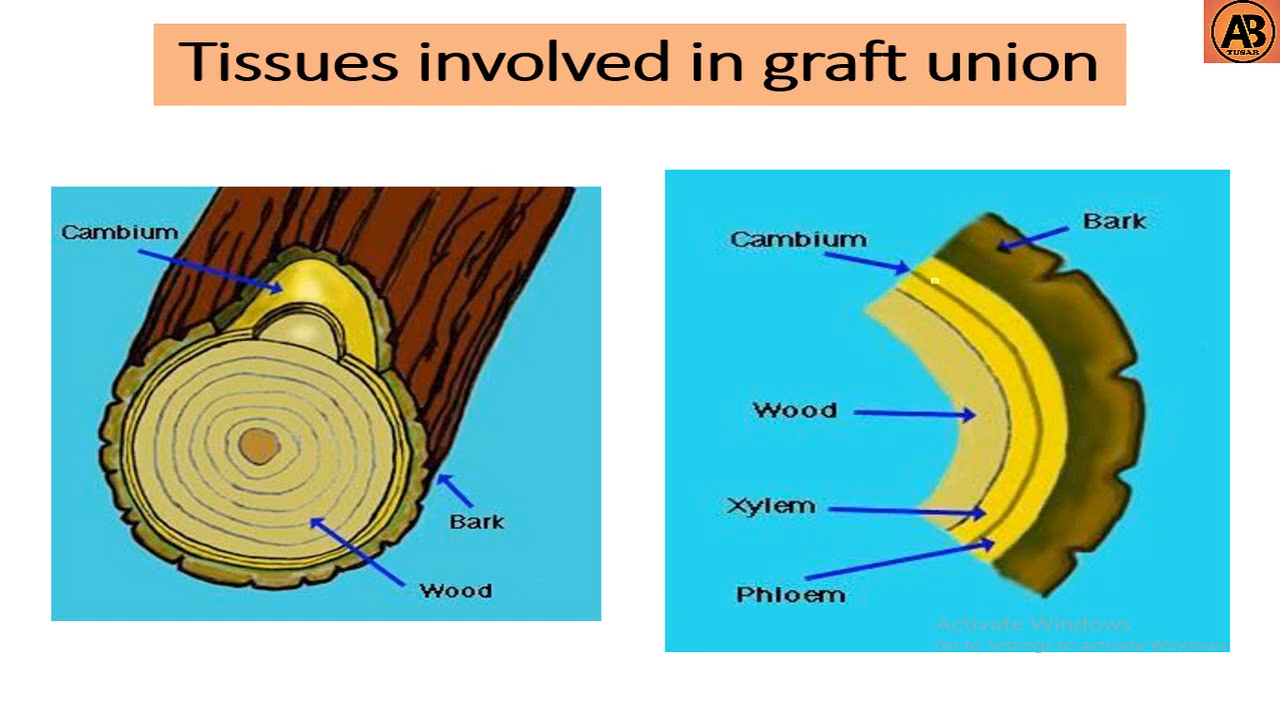 Tissues involved in graft union
AB
TUSAR
Cambium
Bark
Wood
Cambium
Bark
Wood
Xylem
Phloem
Activate Windows
Go to Settings to activate Windows